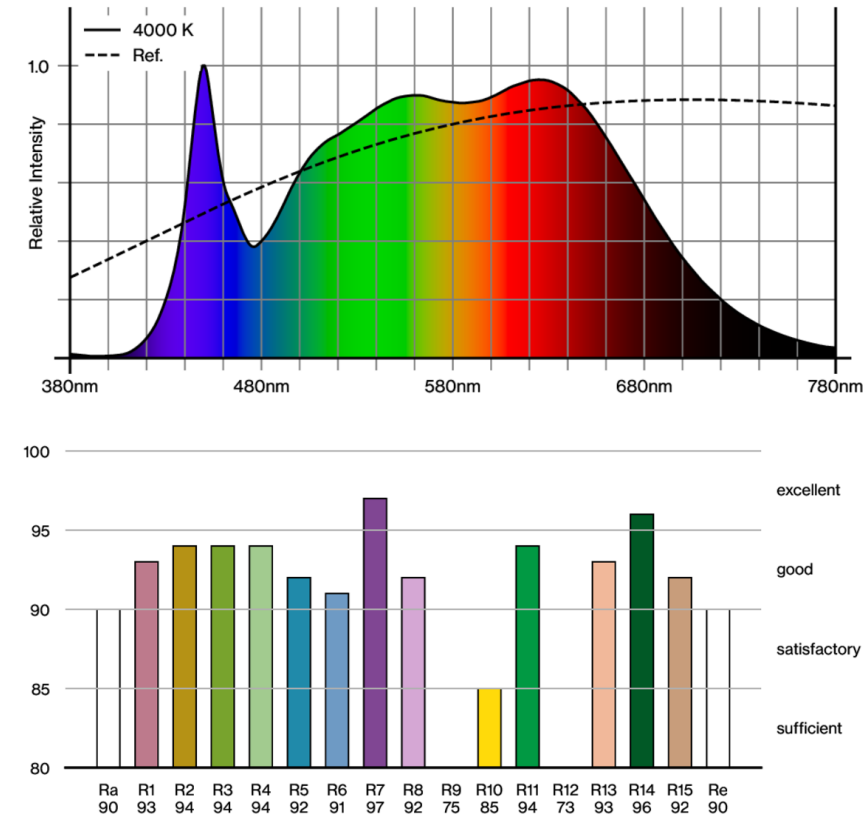 4000 K
Ref.
1.0
Relative Intensity
380nm 480nm 580nm 680nm 780nm
100
excellent
95
good
90
satisfactory
85
sufficient
80
Ra R1 R2 R3 R4 R5 R6 R7 R8 R9 R10 R11 R12 R13 R14 R15 Re
90 93 94 94 94 92 91 97 92 75 85 94 73 93 96 92 90